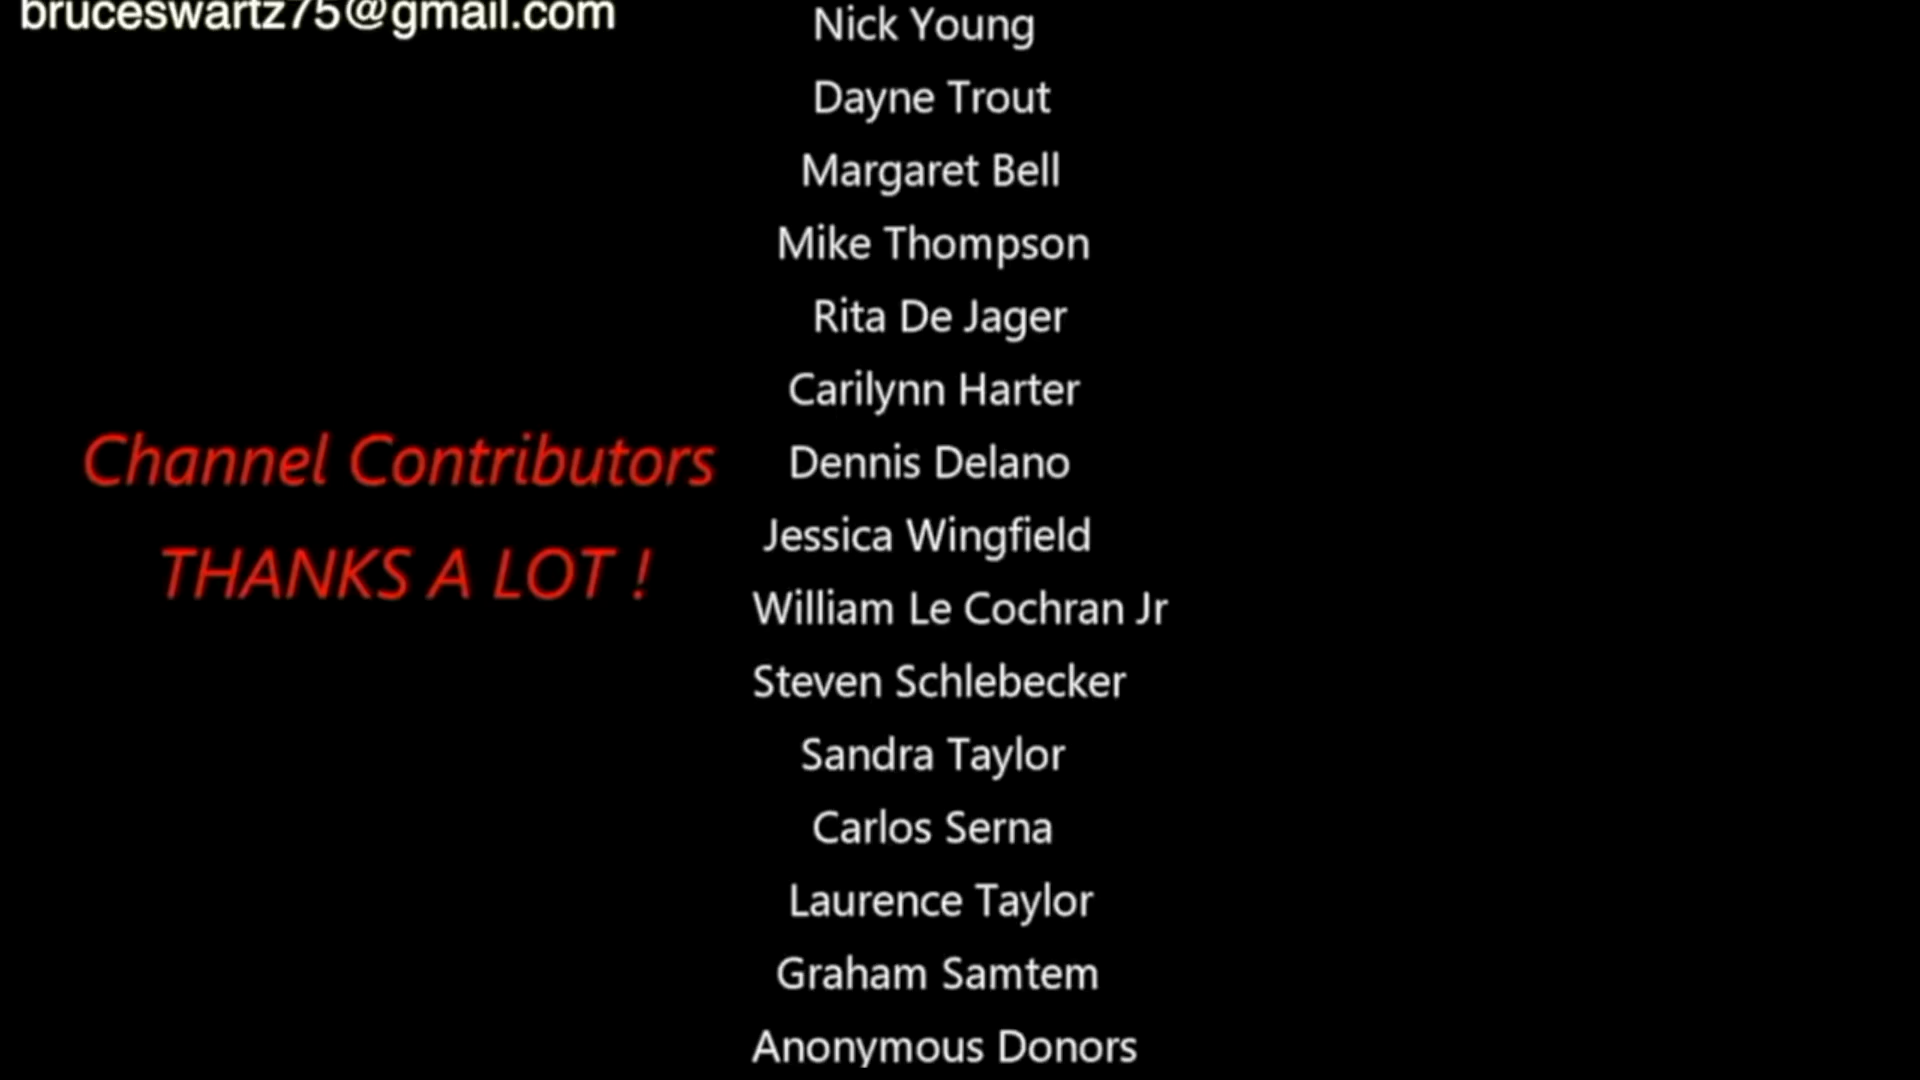 bruceswartz75@gmail.com
Nick Young
Dayne Trout
Margaret Bell
Mike Thompson
Rita De Jager
Carilynn Harter
Dennis Delano
Jessica Wingfield
William Le Cochran Jr
Steven Schlebecker
Sandra Taylor
Carlos Serna
Laurence Taylor
Graham Samtem
Anonymous Donors
Channel Contributors
THANKS A LOT !